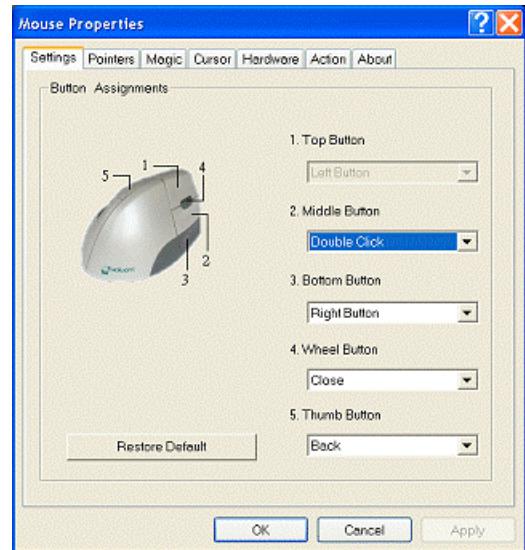 Mouse Properties
Settings Pointers Magic Cursor Hardware Action About
Button Assignments
1. Top Button
Left Button
2. Middle Button
Double Click
3. Bottom Button
Right Button
4. Wheel Button
Close
5. Thumb Button
Back
1
4
5
2
3
Restore Default
OK Cancel Apply